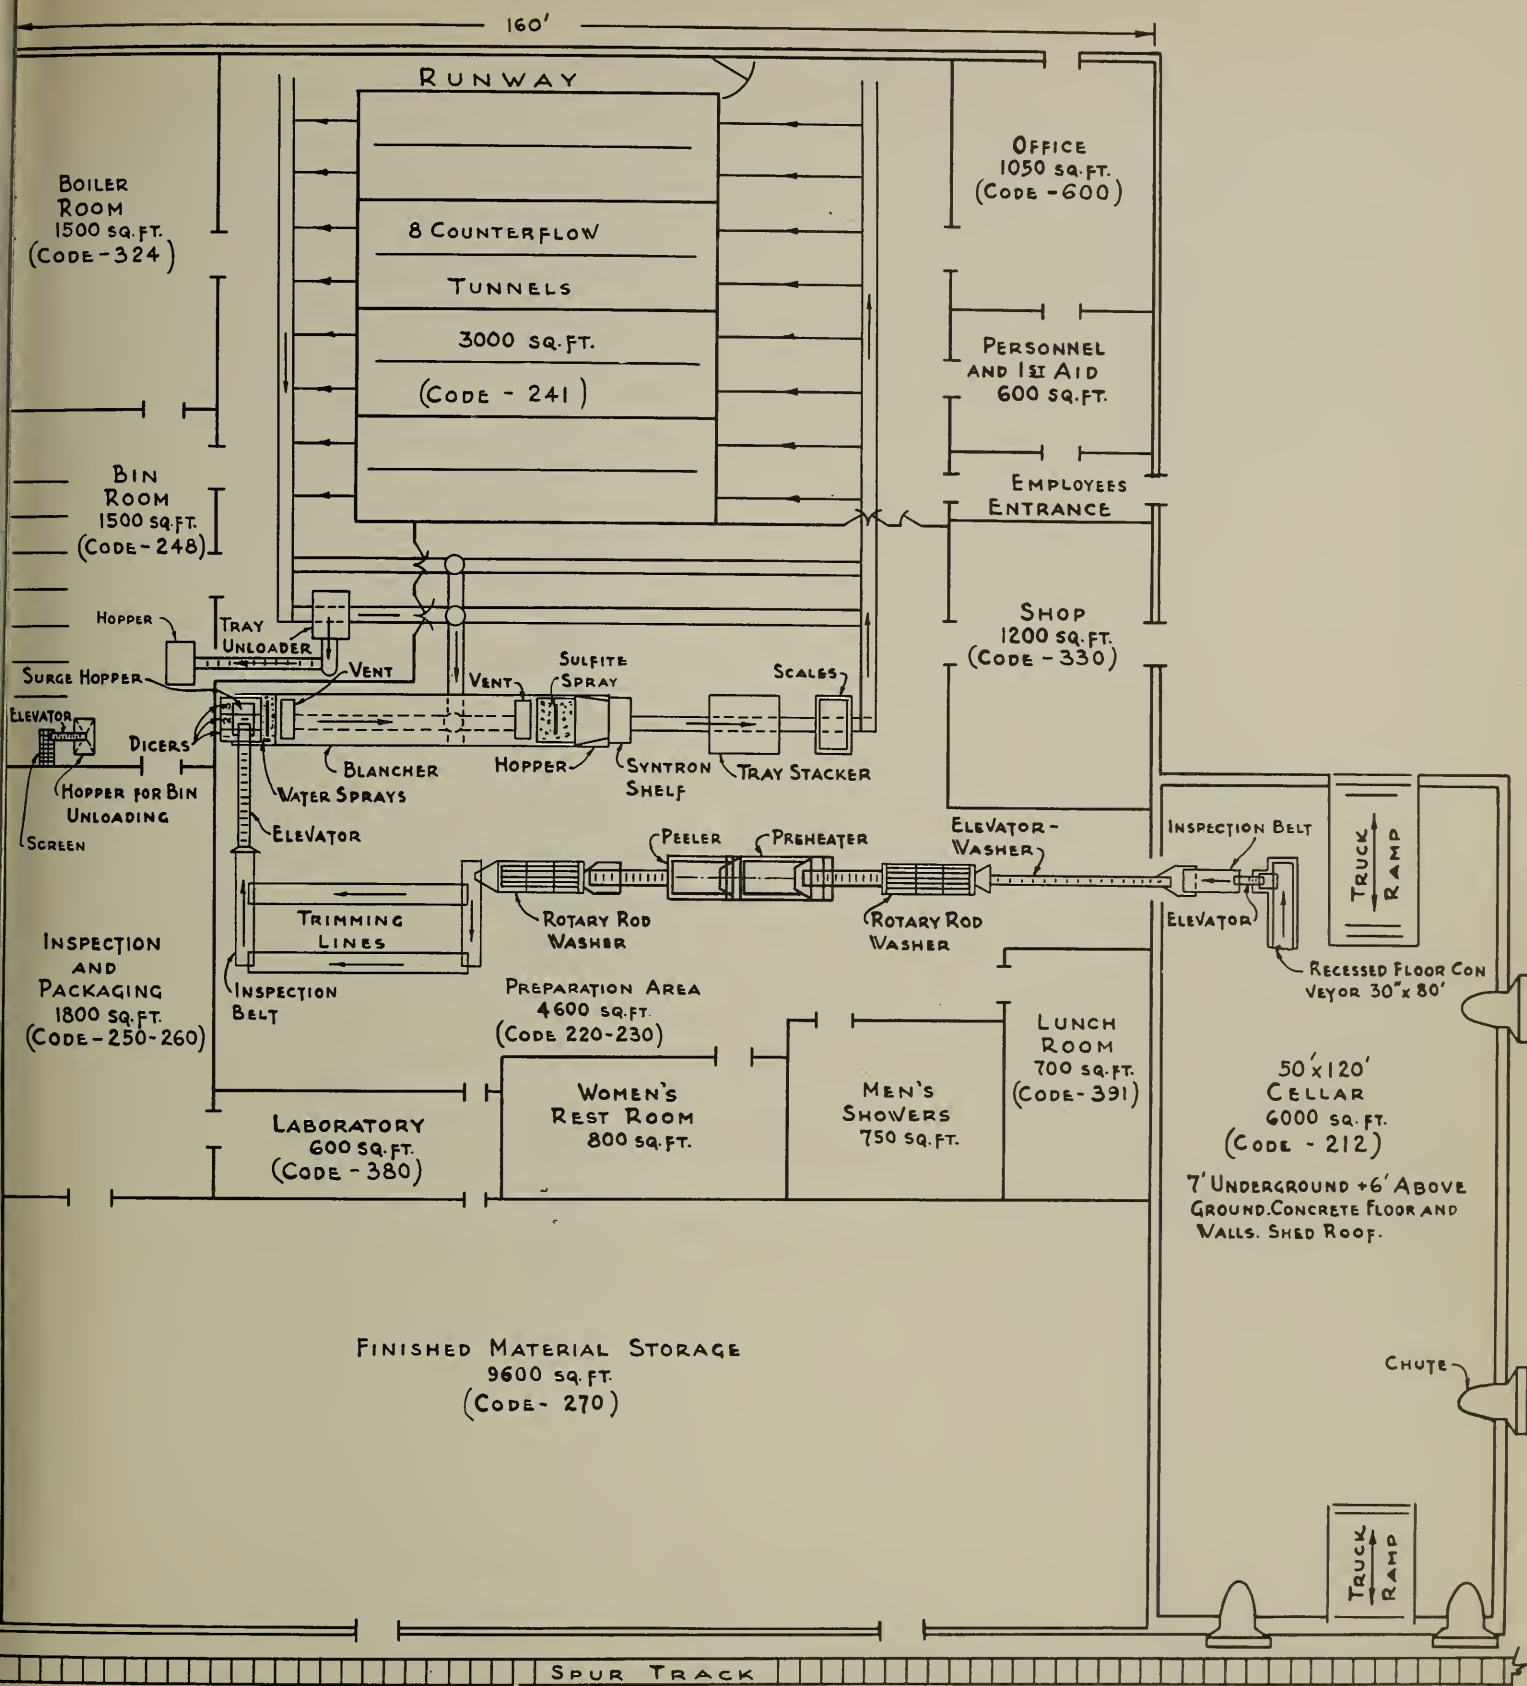 160'
RUNWAY
OFFICE
1050 SQ.FT.
(CODE-600)
BOILER
ROOM
1500 SQ.FT.
(CODE-324)
8 COUNTERFLOW
TUNNELS
3000 SQ.FT.
(CODE - 241)
PERSONNEL
AND 1ST AID
600 SQ.FT.
BIN
ROOM
1500 SQ.FT.
(CODE-248)
EMPLOYEES
ENTRANCE
SHOP
1200 SQ.FT.
(CODE-330)
HOPPER
TRAY
UNLOADER
SURGE HOPPER
VENT
VENT
SULFITE
SPRAY
SCALES
ELEVATOR
3
2
1
DICERS
BLANCHER
HOPPER
SYNTRON
SHELF
TRAY STACKER
HOPPER FOR BIN
UNLOADING
WATER SPRAYS
SCREEN
ELEVATOR
PEELER
PREHEATER
ELEVATOR-
WASHER
INSPECTION BELT
TRUCK
RAMP
TRIMMING
LINES
ROTARY ROD
WASHER
ROTARY ROD
WASHER
ELEVATOR
RECESSED FLOOR CON
VEYOR 30"x80'
INSPECTION
AND
PACKAGING
1800 SQ.FT.
(CODE-250-260)
INSPECTION
BELT
PREPARATION AREA
4600 SQ.FT.
(CODE 220-230)
LUNCH
ROOM
700 SQ.FT.
(CODE-391)
50'x120'
CELLAR
6000 SQ.FT.
(CODE - 212)
7' UNDERGROUND +6' ABOVE
GROUND. CONCRETE FLOOR AND
WALLS. SHED ROOF.
LABORATORY
600 SQ.FT.
(CODE-380)
WOMEN'S
REST ROOM
800 SQ.FT.
MEN'S
SHOWERS
750 SQ.FT.
FINISHED MATERIAL STORAGE
9600 SQ.FT.
(CODE- 270)
CHUTE
TRUCK
RAMP
SPUR TRACK